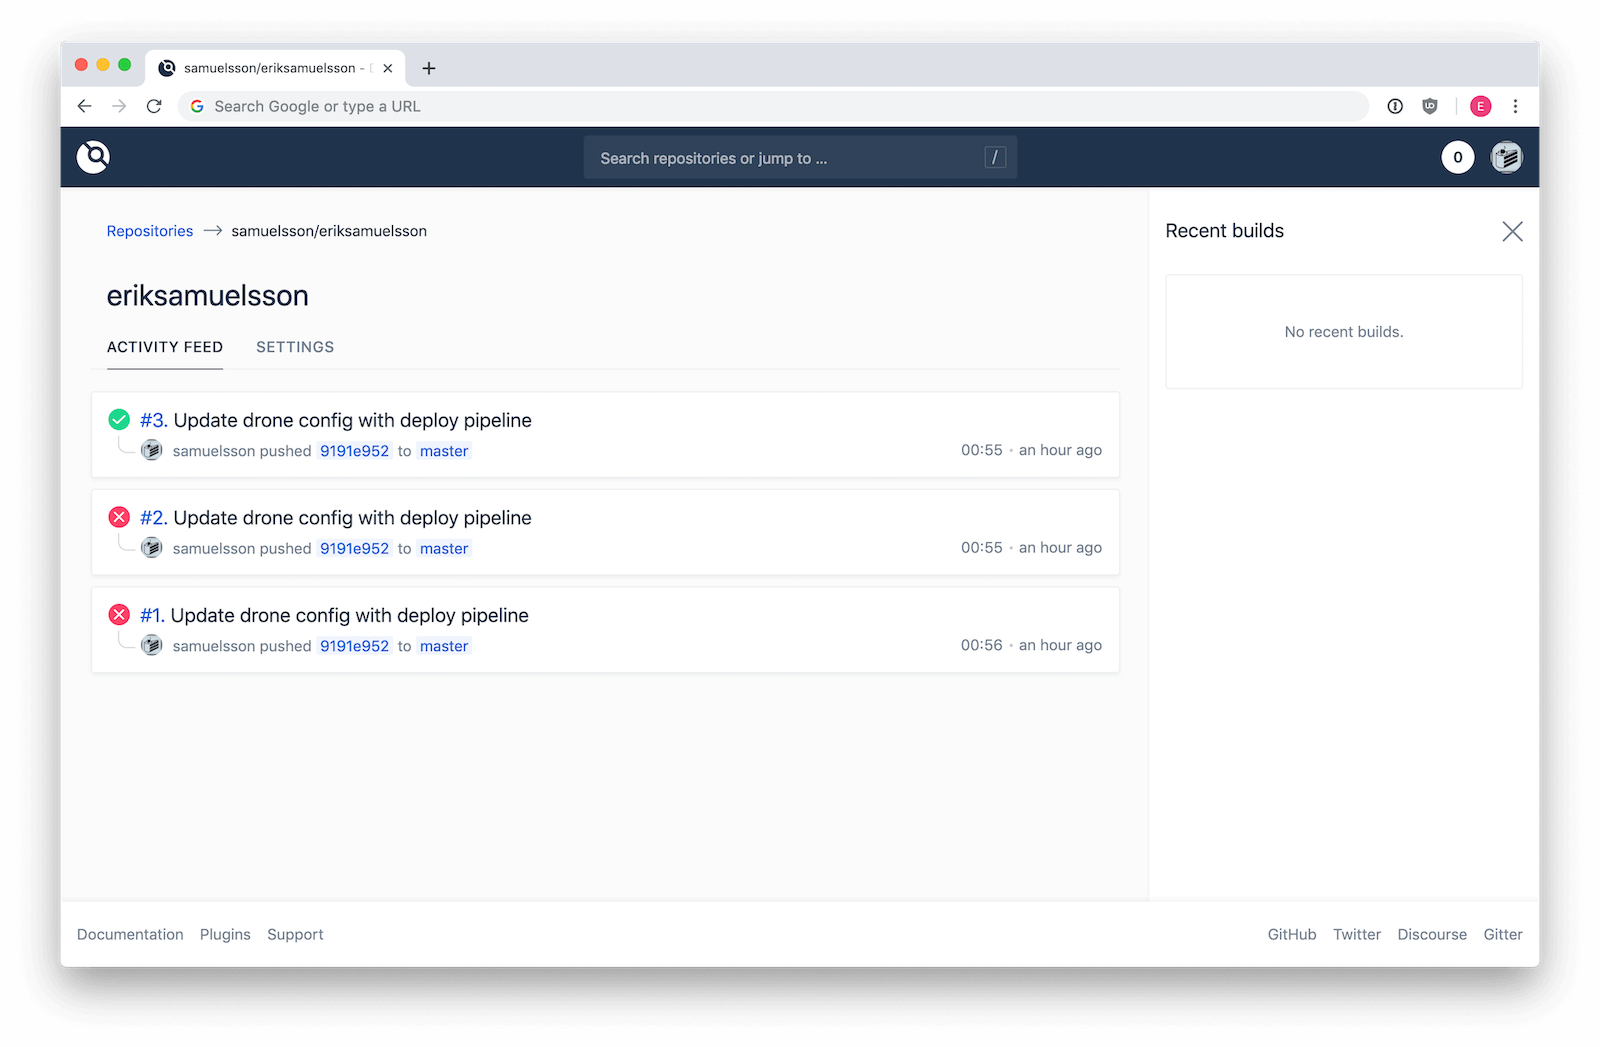 samuelsson/eriksamuelsson -
Search Google or type a URL
E
Search repositories or jump to ...
/
0
Repositories → samuelsson/eriksamuelsson
Recent builds
eriksamuelsson
No recent builds.
ACTIVITY FEED SETTINGS
#3. Update drone config with deploy pipeline
samuelsson pushed 9191e952 to master
00:55 • an hour ago
#2. Update drone config with deploy pipeline
samuelsson pushed 9191e952 to master
00:55 • an hour ago
#1. Update drone config with deploy pipeline
samuelsson pushed 9191e952 to master
00:56 • an hour ago
Documentation Plugins Support
GitHub Twitter Discourse Gitter